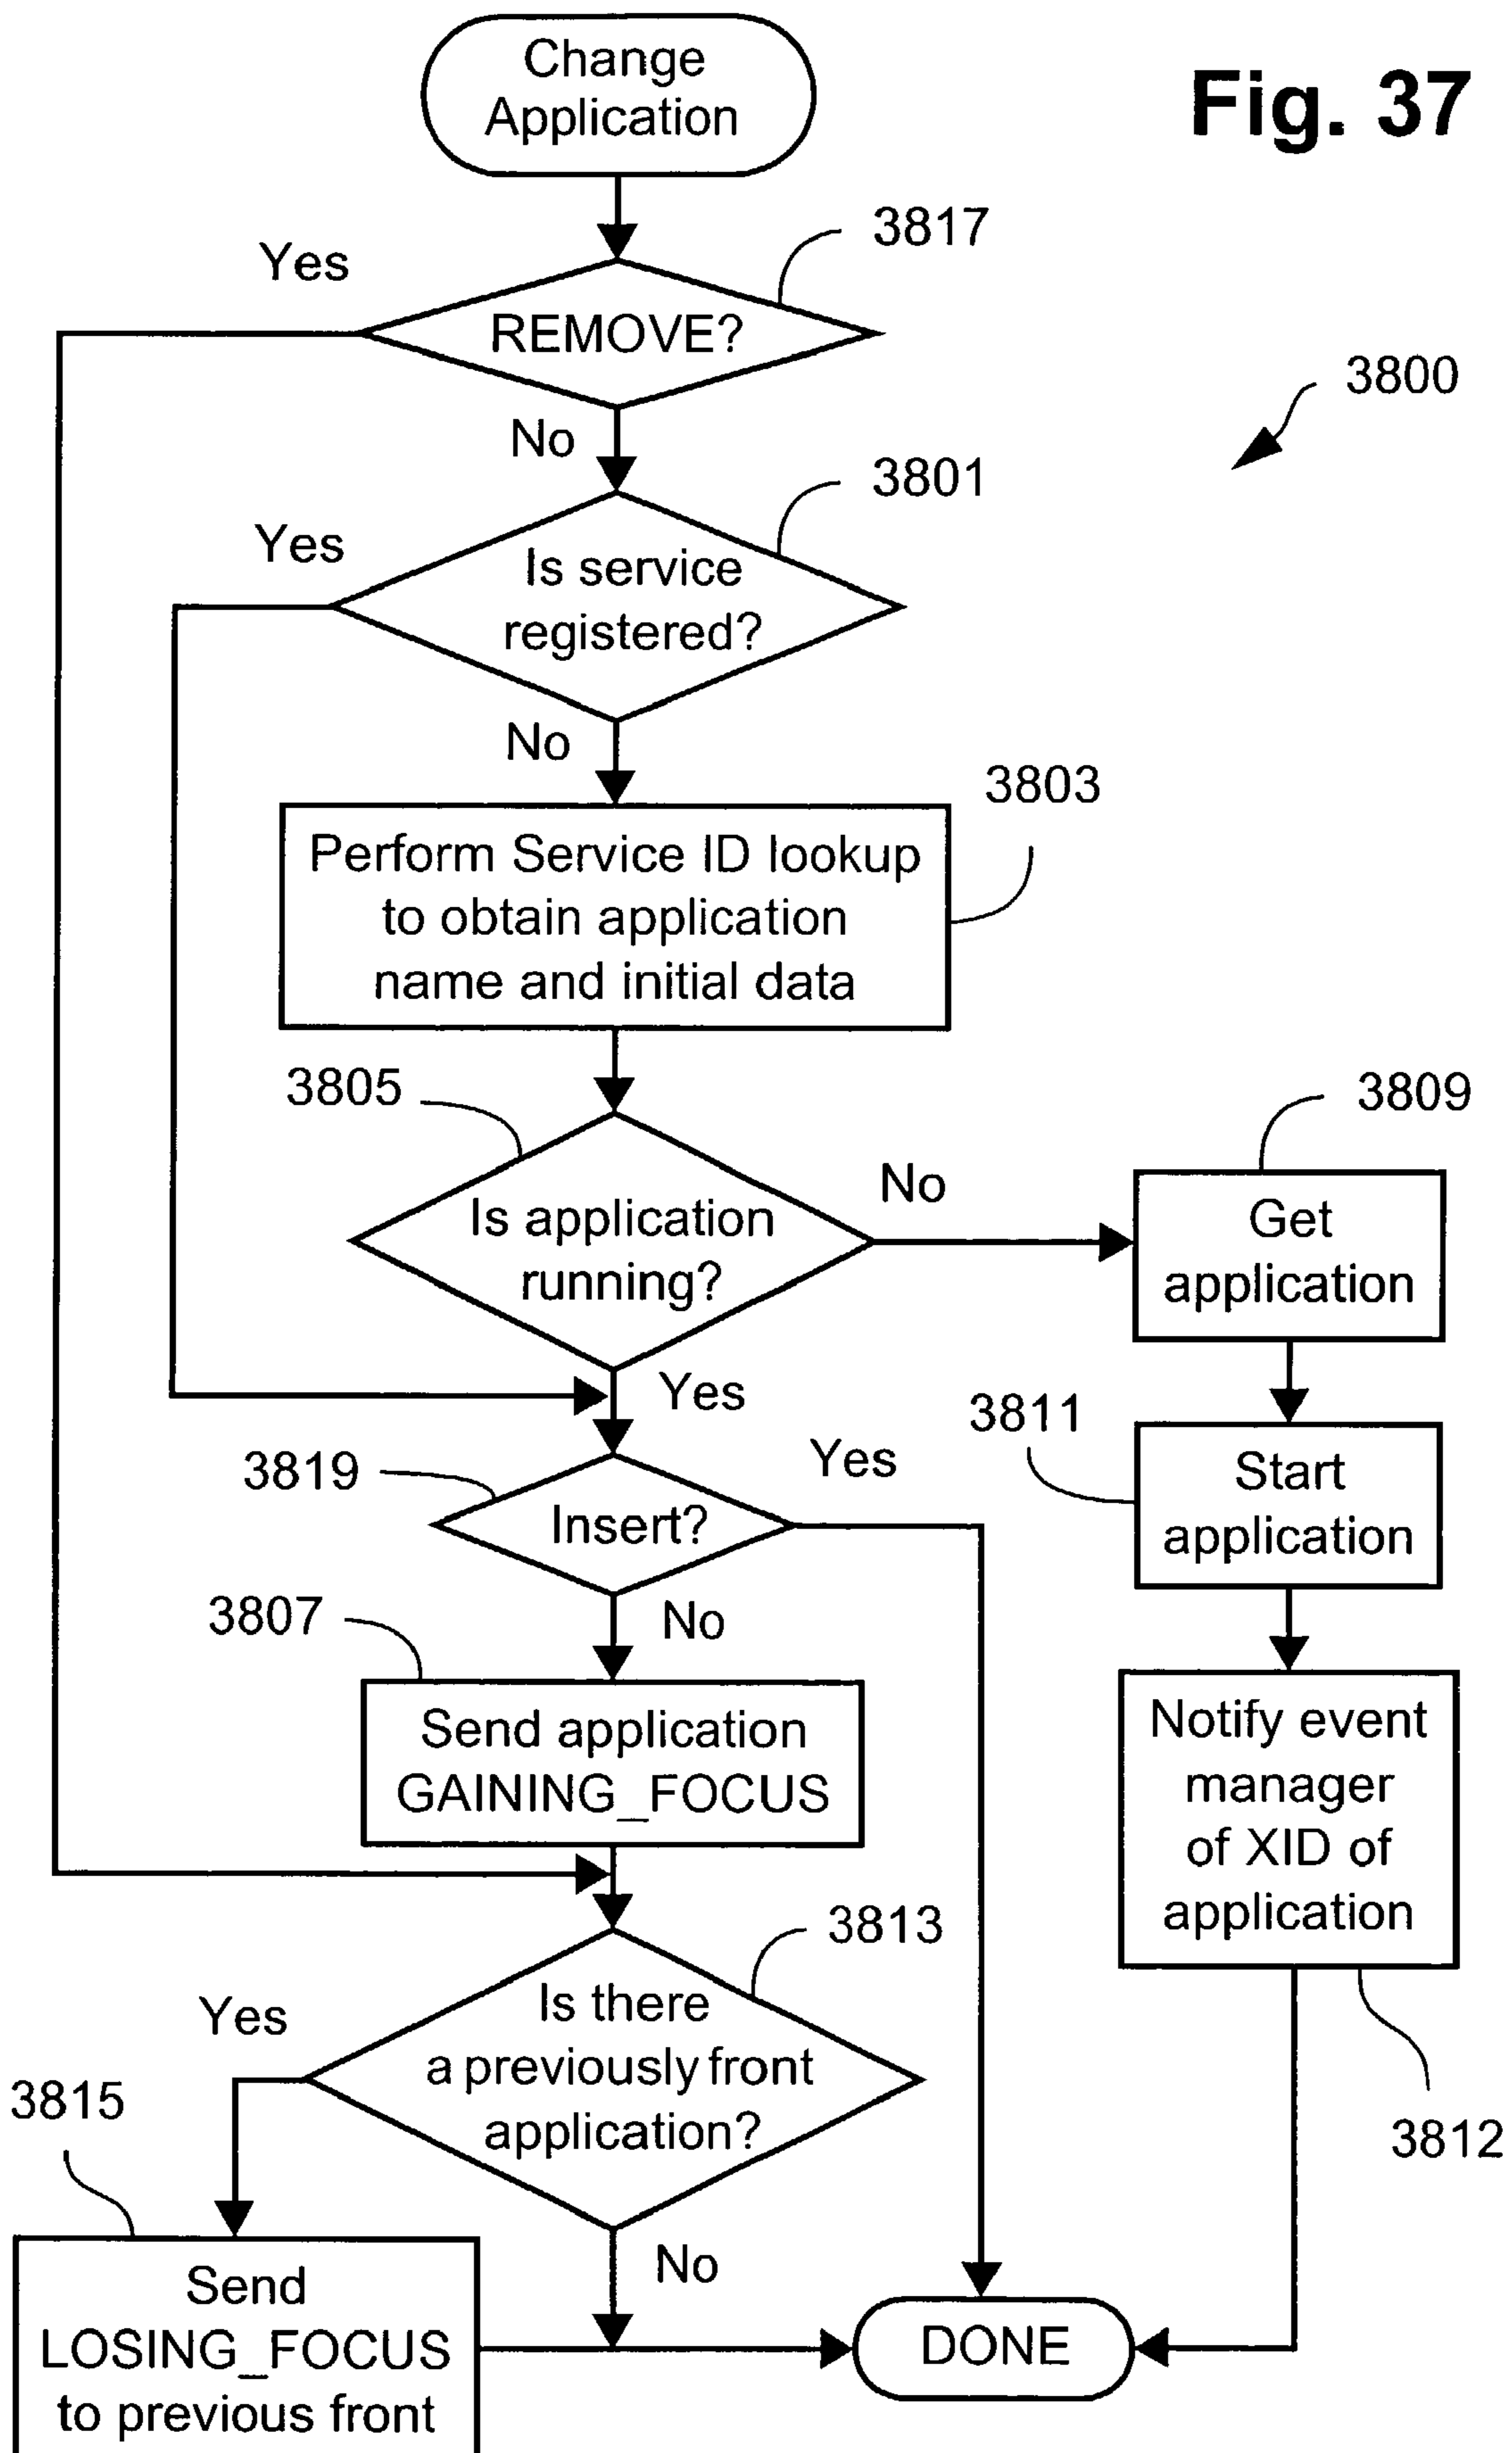 Change
Application
Fig. 37
3817
Yes
REMOVE?
3800
No
3801
Yes
Is service
registered?
No
3803
Perform Service ID lookup
to obtain application
name and initial data
3805
3809
No
Is application
running?
Get
application
Yes
3811
Start
application
3819
Yes
Insert?
3807
No
Send application
GAINING_FOCUS
Notify event
manager
of XID of
application
3813
Yes
Is there
a previously front
application?
3815
3812
No
Send
LOSING_FOCUS
to previous front
DONE